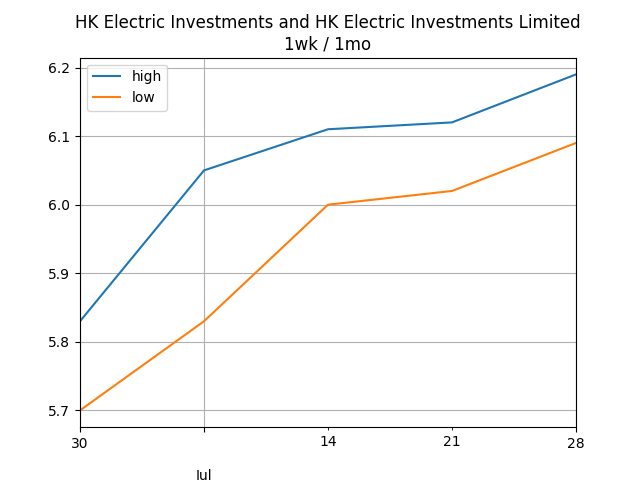 HK Electric Investments and HK Electric Investments Limited
1wk / 1mo
high
low
6.2
6.1
6.0
5.9
5.8
5.7
30
14
21
28
Iul